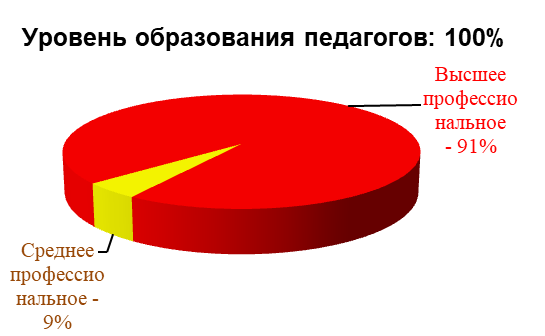 Уровень образования педагогов: 100%
Высшее
профессио
нальное
- 91%
Среднее
профессио
нальное -
9%